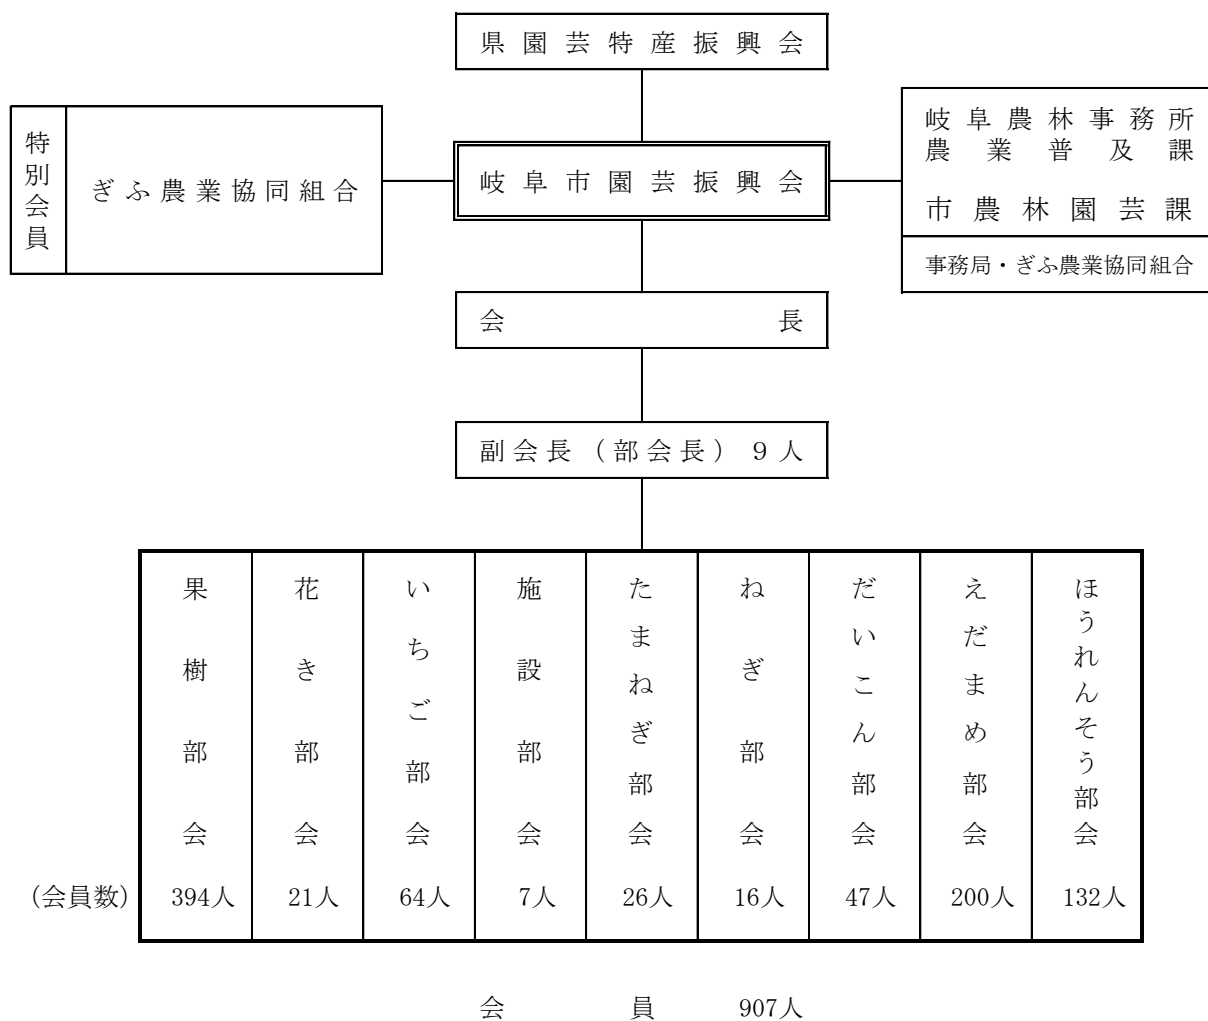 県園芸特産振興会
特別会員
ぎふ農業協同組合
岐阜市園芸振興会
岐阜農林事務所
農業普及課
市農林園芸課
事務局・ぎふ農業協同組合
会長
副会長（部会長）９人
果樹部会
花き部会
いちご部会
施設部会
たまねぎ部会
ねぎ部会
だいこん部会
えだまめ部会
ほうれんそう部会
(会員数) 394人 21人 64人 7人 26人 16人 47人 200人 132人
会員 907人